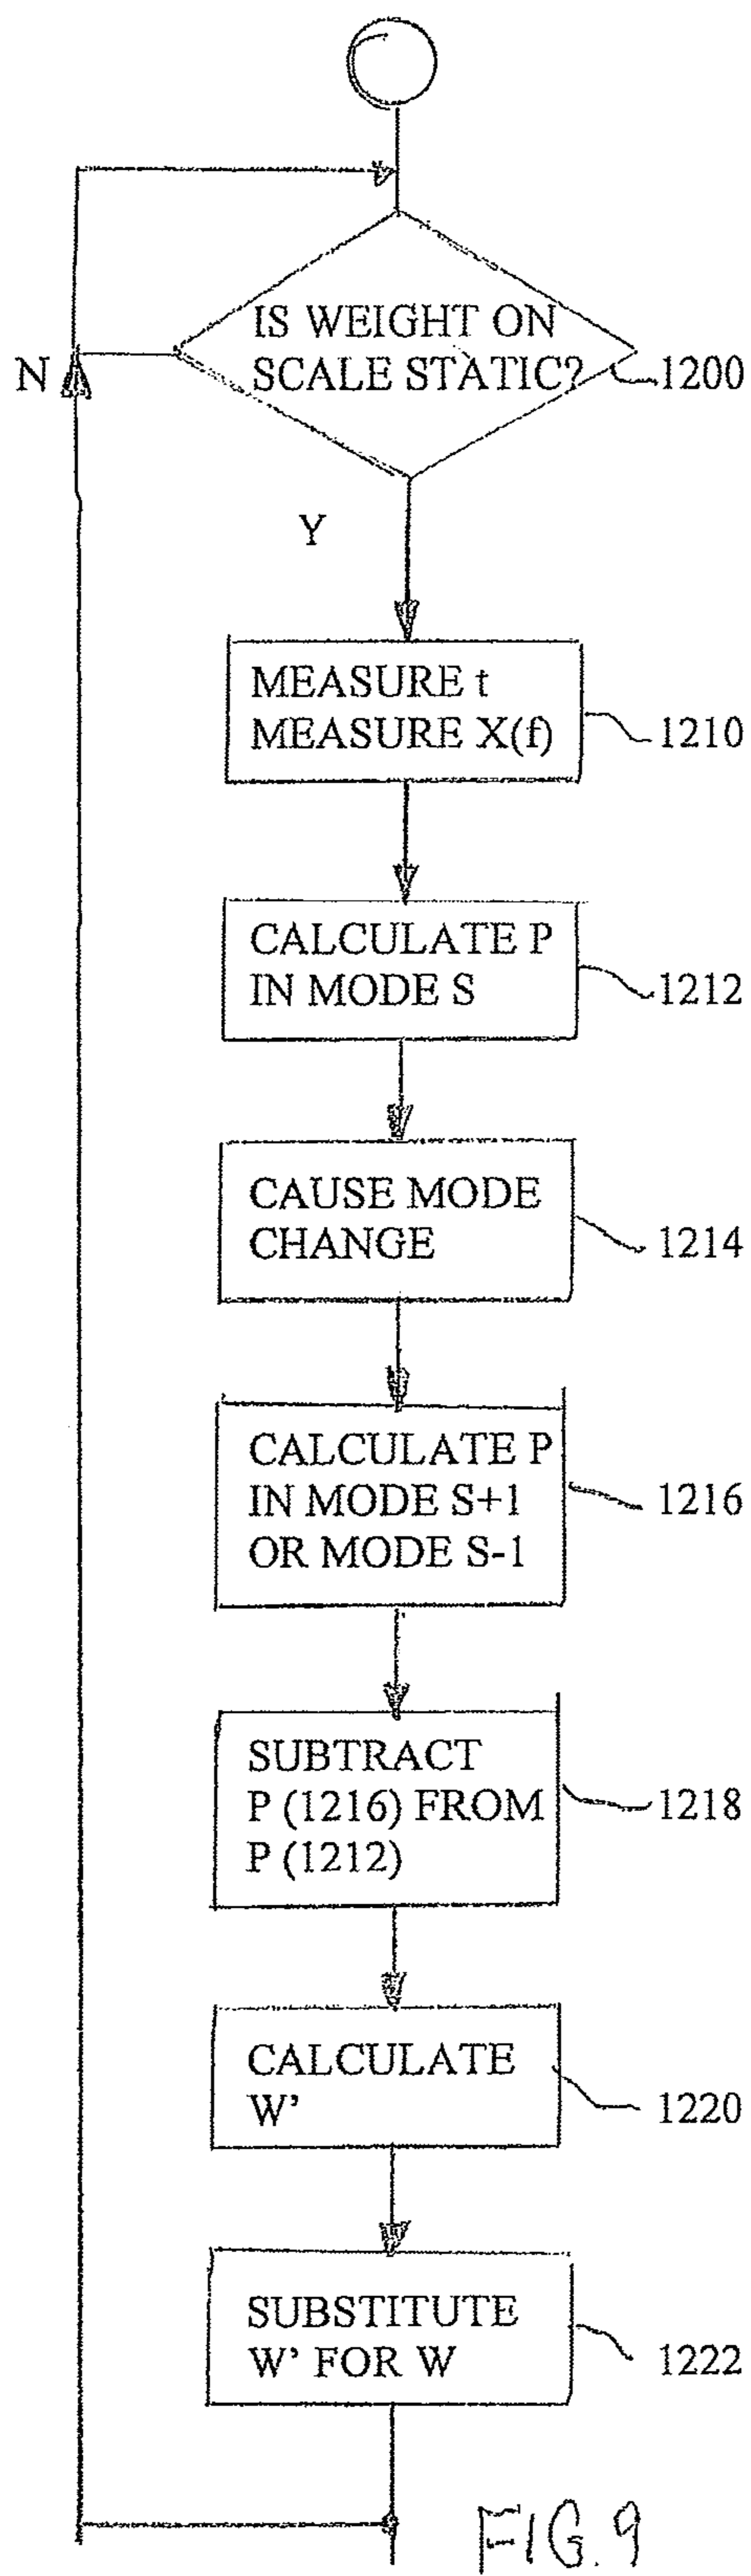 IS WEIGHT ON
SCALE STATIC?
1200
N
Y
MEASURE t
MEASURE X(f)
1210
CALCULATE P
IN MODE S
1212
CAUSE MODE
CHANGE
1214
CALCULATE P
IN MODE S+1
OR MODE S-1
1216
SUBTRACT
P (1216) FROM
P (1212)
1218
CALCULATE
W'
1220
SUBSTITUTE
W' FOR W
1222
FIG. 9